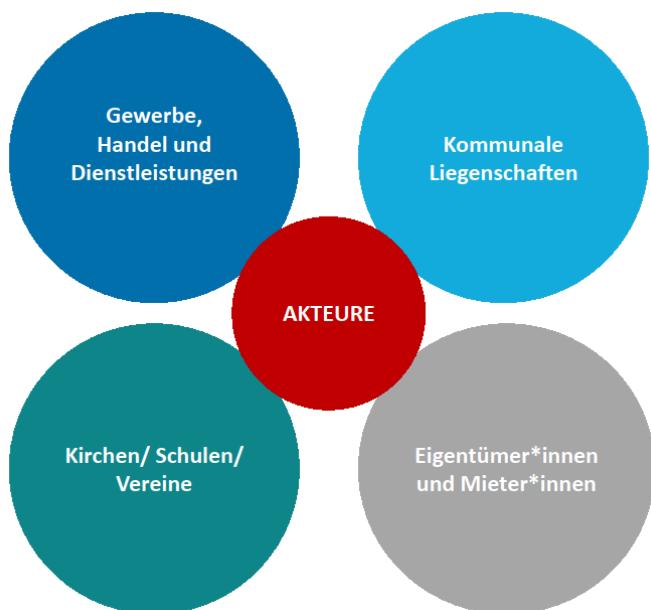 Gewerbe,
Handel und
Dienstleistungen
Kommunale
Liegenschaften
AKTEURE
Kirchen/ Schulen/
Vereine
Eigentümer*innen
und Mieter*innen